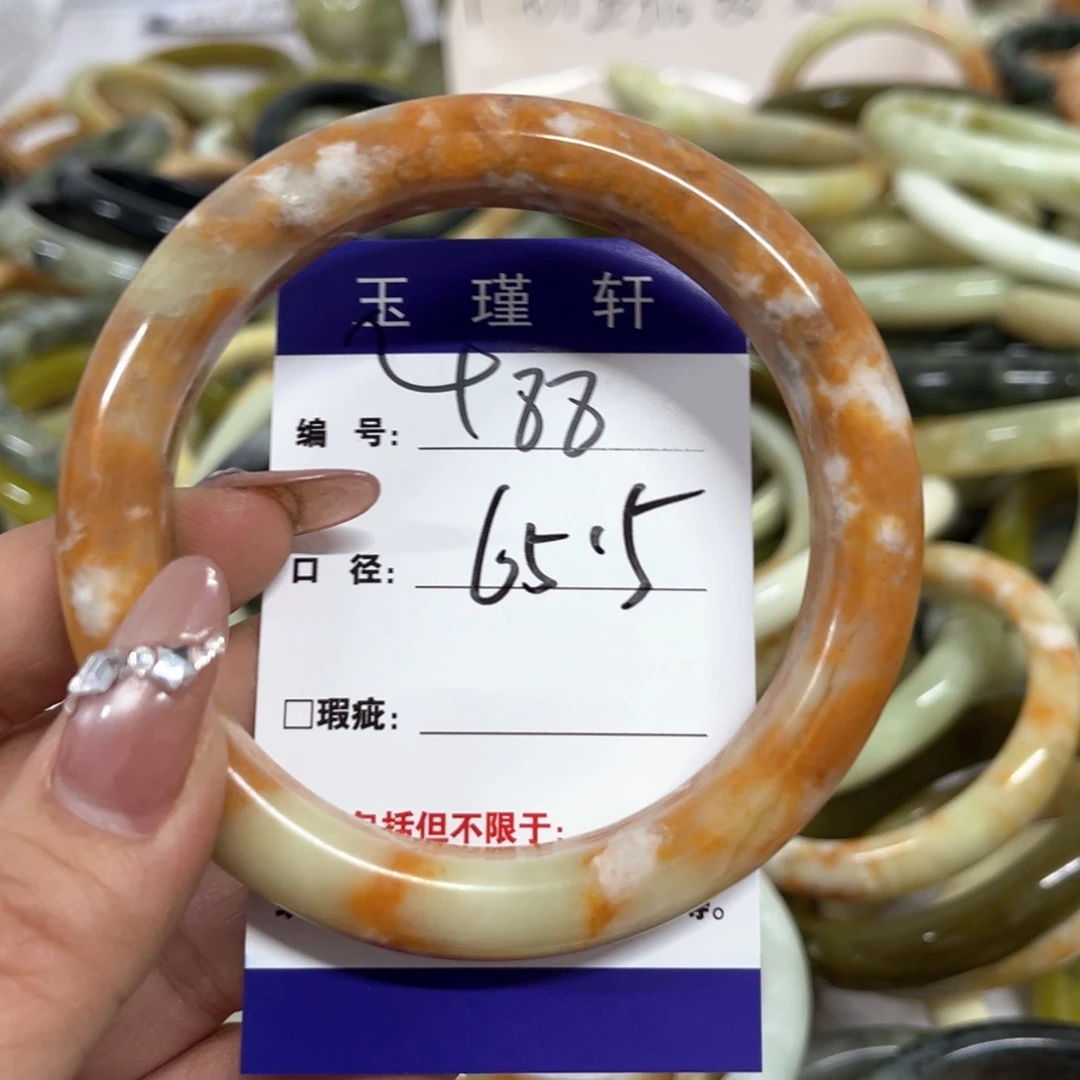 玉瑾轩
编号: 488
口径: 65.5
□瑕疵:
包括但不限于: